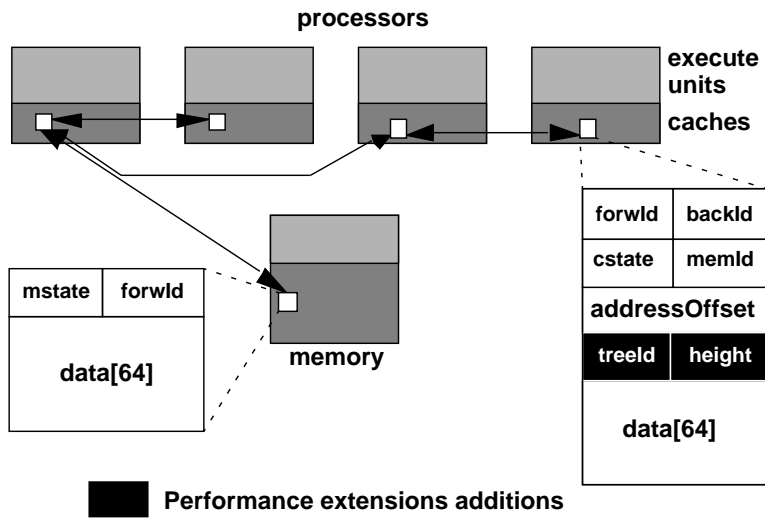 processors
execute
units
caches
forwId backId
cstate memId
addressOffset
treeId height
data[64]
mstate forwId
data[64]
memory
Performance extensions additions